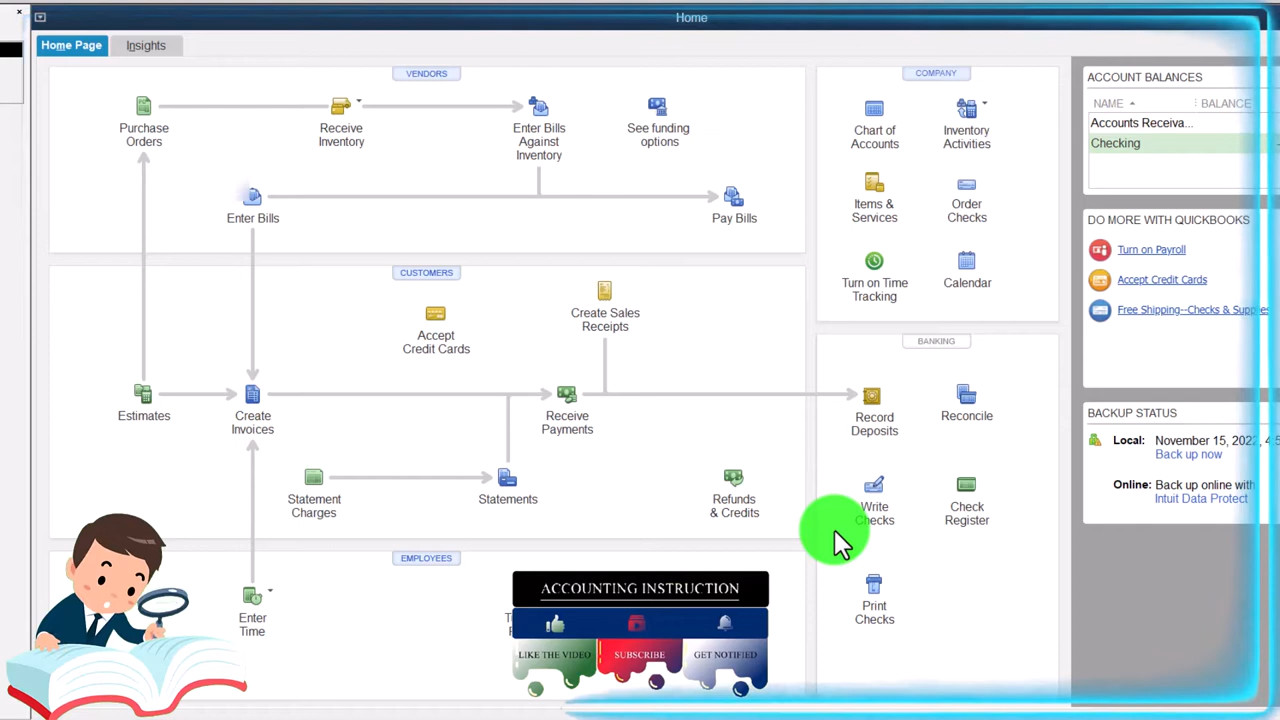 Home
Home Page
Insights
VENDORS
Purchase
Orders
Receive
Inventory
Enter Bills
Against
Inventory
See funding
options
Enter Bills
Pay Bills
CUSTOMERS
Accept
Credit Cards
Create Sales
Receipts
Estimates
Create
Invoices
Receive
Payments
Statement
Charges
Statements
Refunds
& Credits
EMPLOYEES
Enter
Time
COMPANY
Chart of
Accounts
Inventory
Activities
Items &
Services
Order
Checks
Turn on Time
Tracking
Calendar
BANKING
Record
Deposits
Reconcile
Write
Checks
Check
Register
Print
Checks
ACCOUNT BALANCES
NAME
BALANCE
Accounts Receiva...
Checking
DO MORE WITH QUICKBOOKS
Turn on Payroll
Accept Credit Cards
Free Shipping--Checks & Supplies
BACKUP STATUS
Local: November 15, 2022, 4:5
Back up now
Online: Back up online with
Intuit Data Protect
ACCOUNTING INSTRUCTION
LIKE THE VIDEO
SUBSCRIBE
GET NOTIFIED